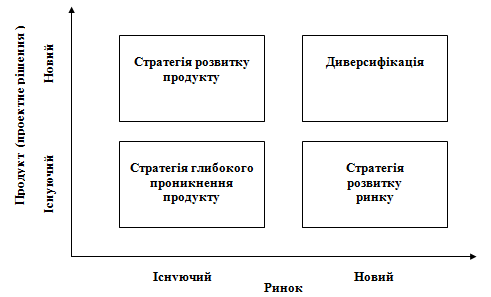 Продукт (проектне рішення )
Новий
Існуючий
Стратегія розвитку
продукту
Диверсифікація
Стратегія глибокого
проникнення
продукту
Стратегія
розвитку
ринку
Існуючий
Новий
Ринок